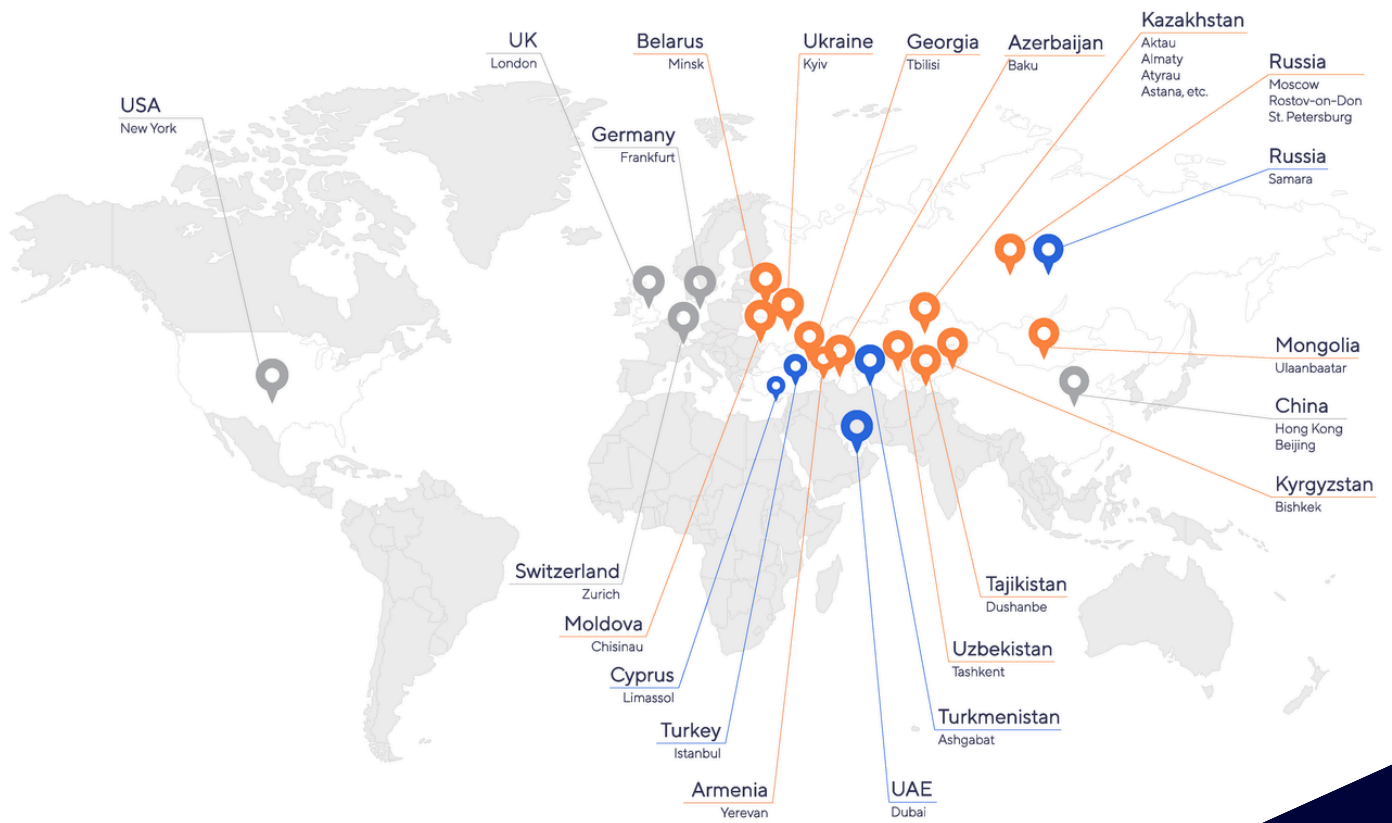 UK
London
Belarus
Minsk
Ukraine
Kyiv
Georgia
Tbilisi
Azerbaijan
Baku
Kazakhstan
Aktau
Almaty
Atyrau
Astana, etc.
Russia
Moscow
Rostov-on-Don
St. Petersburg
USA
New York
Germany
Frankfurt
Russia
Samara
Mongolia
Ulaanbaatar
China
Hong Kong
Beijing
Kyrgyzstan
Bishkek
Switzerland
Zurich
Tajikistan
Dushanbe
Moldova
Chisinau
Uzbekistan
Tashkent
Cyprus
Limassol
Turkmenistan
Ashgabat
Turkey
Istanbul
Armenia
Yerevan
UAE
Dubai